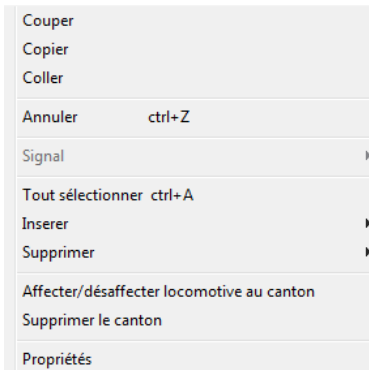 Couper
Copier
Coller
Annuler ctrl+Z
Signal
Tout sélectionner ctrl+A
Inserer
Supprimer
Affecter/désaffecter locomotive au canton
Supprimer le canton
Propriétés